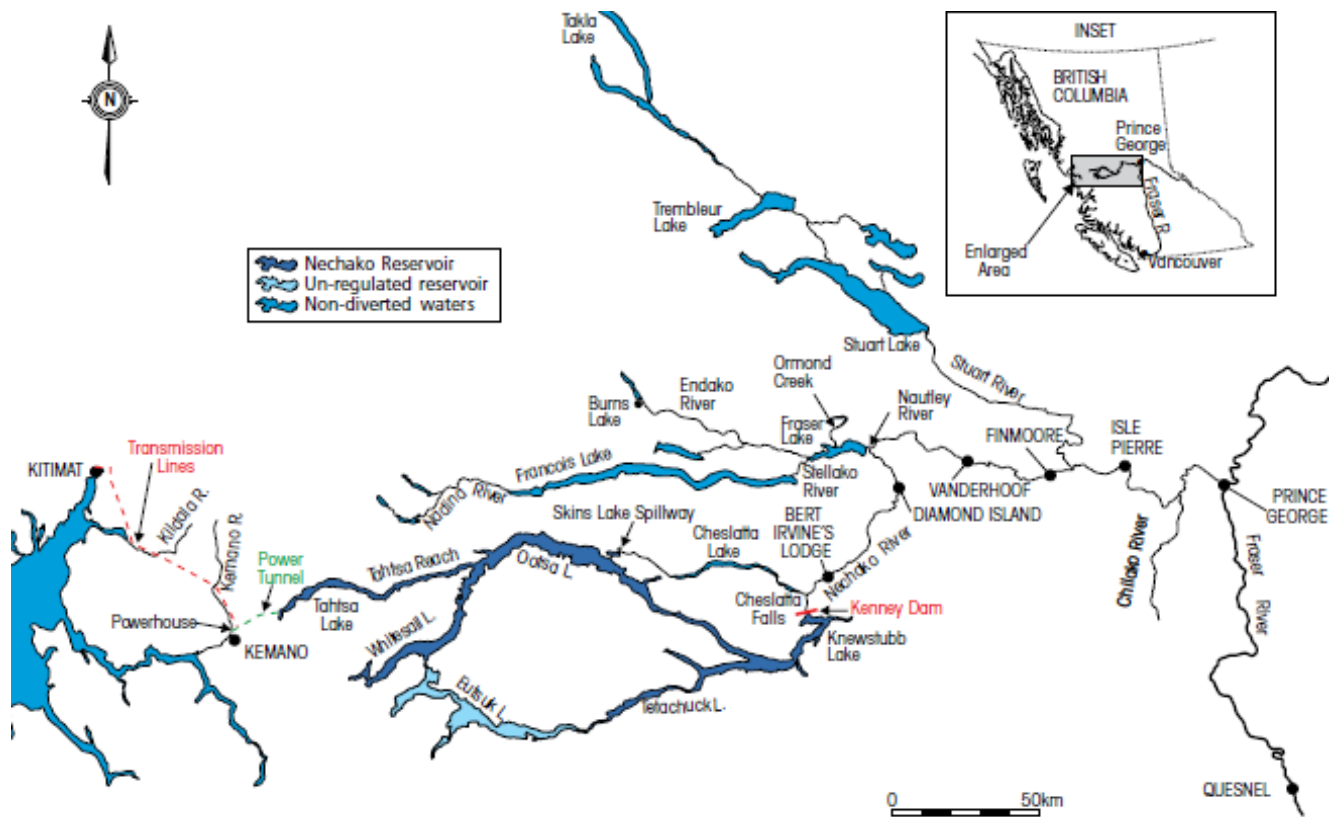 Takla
Lake
INSET
BRITISH
COLUMBIA
Prince
George
Fraser R.
Enlarged
Area
Vancouver
N
Trembleur
Lake
Nechako Reservoir
Un-regulated reservoir
Non-diverted waters
Stuart Lake
Stuart River
Ormond
Creek
Endako
River
Burns
Lake
Fraser
Lake
Nautley
River
FINMOORE
ISLE
PIERRE
Transmission
Lines
KITIMAT
Kildala R.
Kemano R.
Francois Lake
Nadina River
Stellako
River
VANDERHOOF
DIAMOND ISLAND
PRINCE
GEORGE
Skins Lake Spillway
Cheslatta
Lake
BERT
IRVINE'S
LODGE
Nechako River
Chilako River
Fraser
River
Power
Tunnel
Tahtsa Reach
Ootsa L.
Tahtsa
Lake
Powerhouse
KEMANO
Whitesail L.
Cheslatta
Falls
Kenney Dam
Knewstubb
Lake
Eutsuk L.
Tetachuck L.
QUESNEL
0
50km